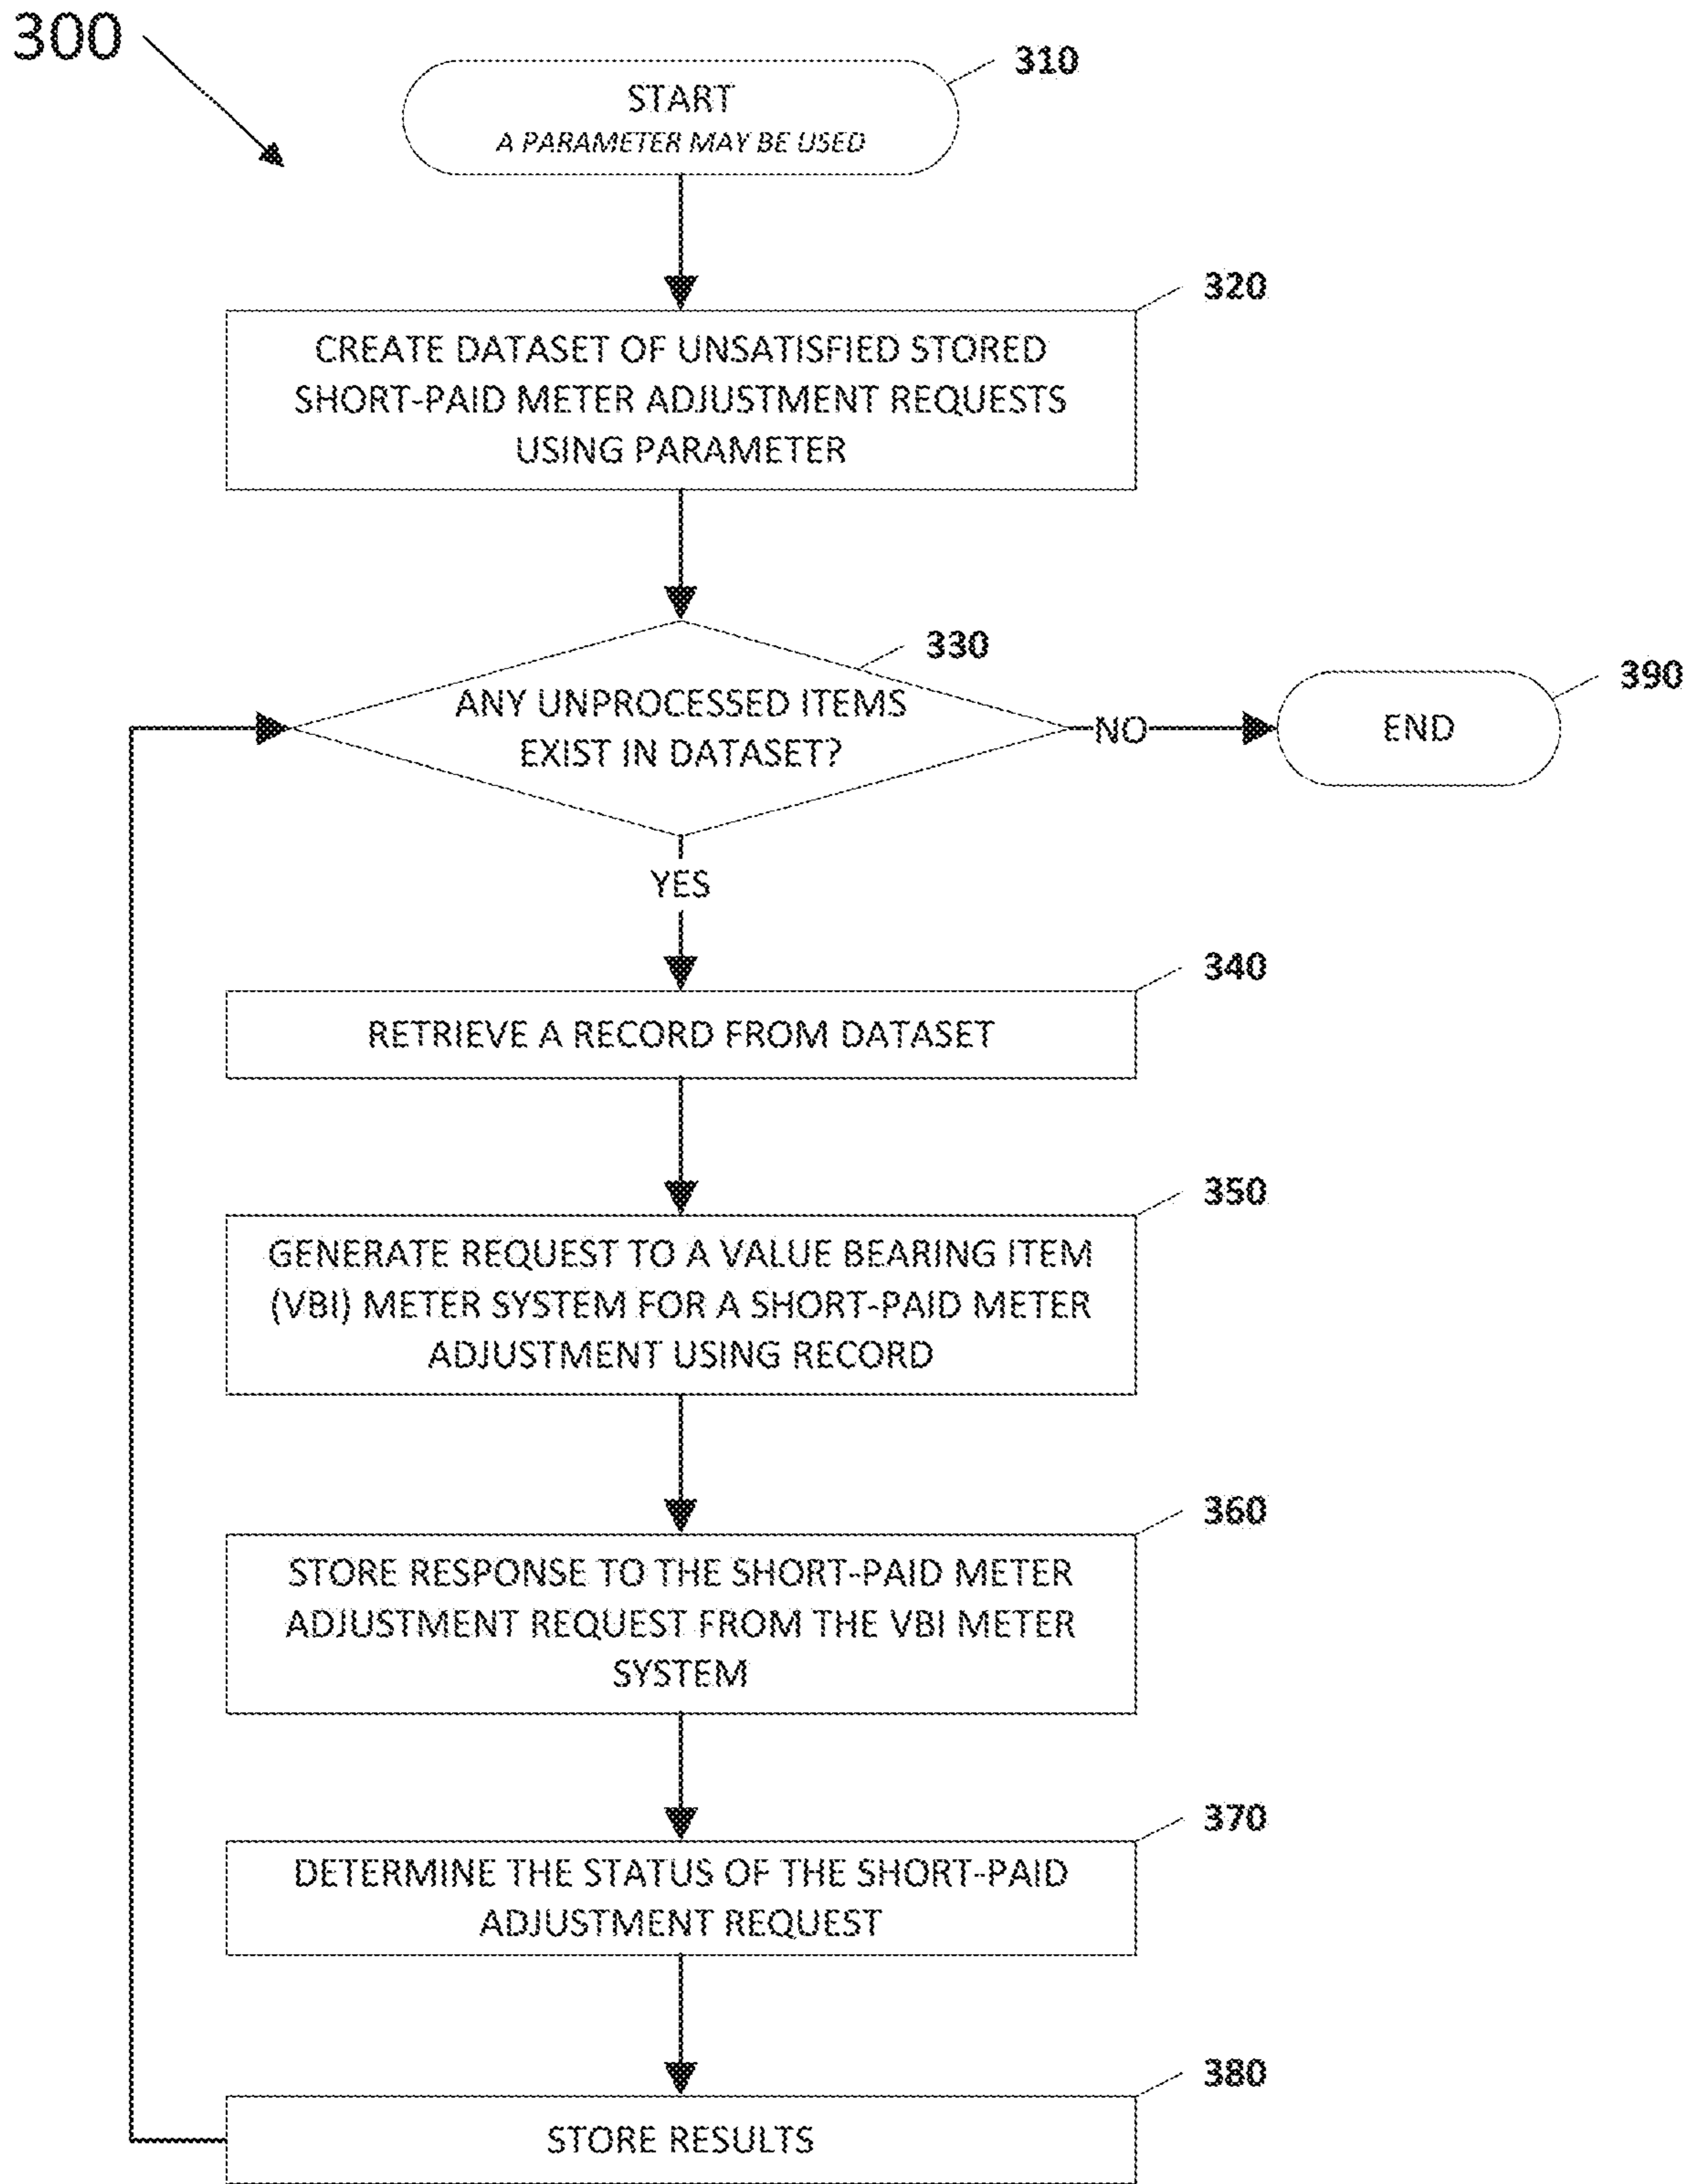 300
310
START
A PARAMETER MAY BE USED
320
CREATE DATASET OF UNSATISFIED STORED
SHORT-PAID METER ADJUSTMENT REQUESTS
USING PARAMETER
330
ANY UNPROCESSED ITEMS
EXIST IN DATASET?
NO
390
END
YES
340
RETRIEVE A RECORD FROM DATASET
350
GENERATE REQUEST TO A VALUE BEARING ITEM
(VBI) METER SYSTEM FOR A SHORT-PAID METER
ADJUSTMENT USING RECORD
360
STORE RESPONSE TO THE SHORT-PAID METER
ADJUSTMENT REQUEST FROM THE VBI METER
SYSTEM
370
DETERMINE THE STATUS OF THE SHORT-PAID
ADJUSTMENT REQUEST
380
STORE RESULTS